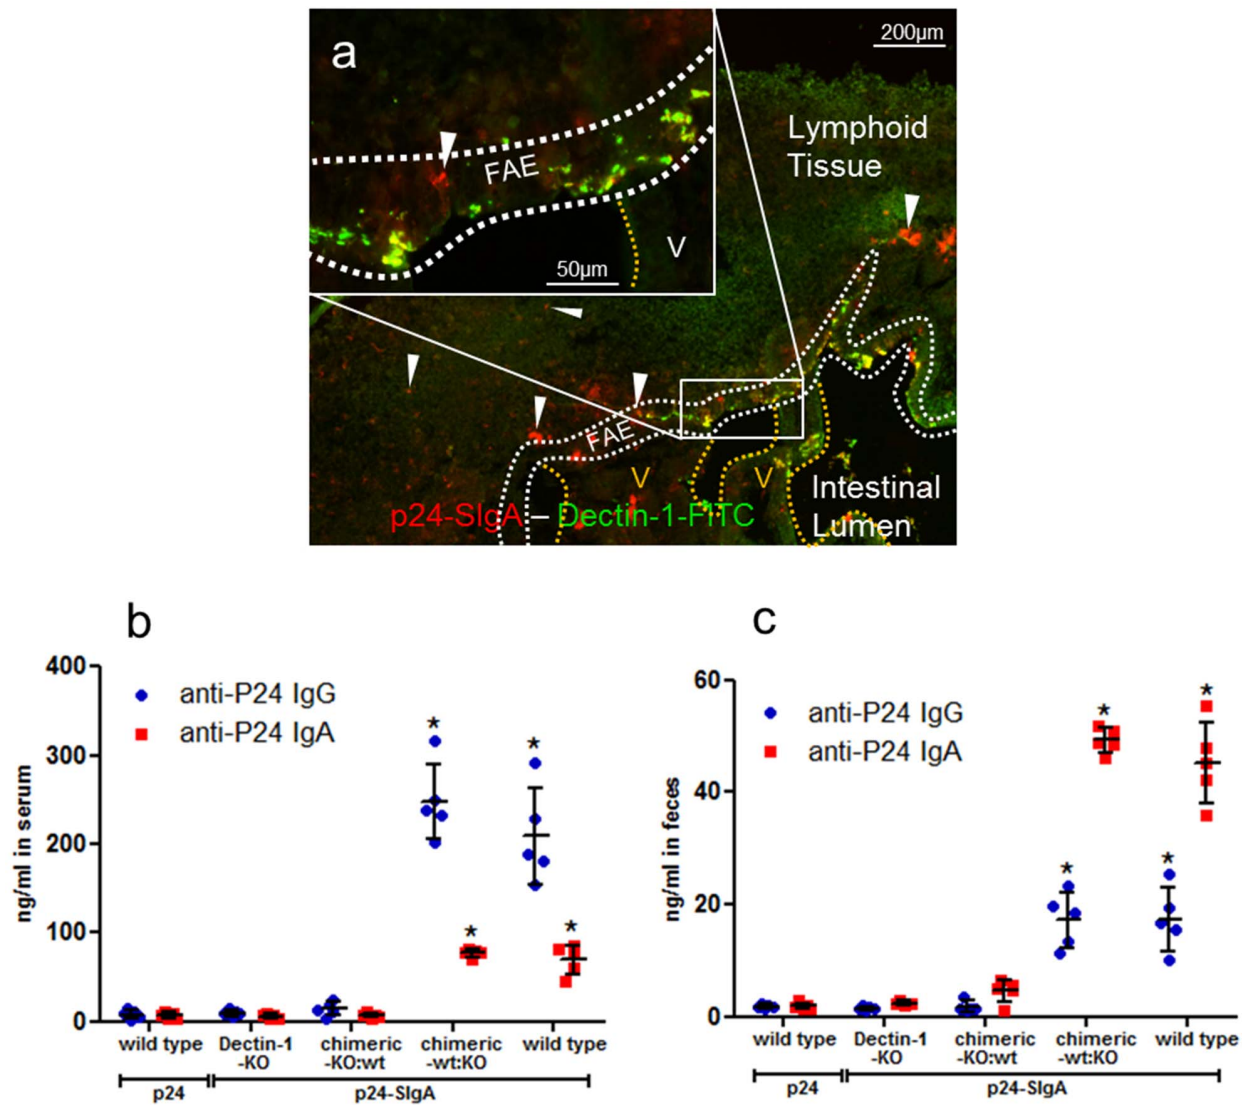 a
200µm
Lymphoid
Tissue
FAE
V
50µm
FAE
V
V
Intestinal
Lumen
p24-SIgA – Dectin-1-FITC
b
400
300
200
100
0
ng/ml in serum
anti-P24 IgG
anti-P24 IgA
*
*
*
*
wild type
Dectin-1
-KO
chimeric
-KO:wt
chimeric
-wt:KO
wild type
p24
p24-SIgA
c
60
40
20
0
ng/ml in feces
anti-P24 IgG
anti-P24 IgA
*
*
*
*
wild type
Dectin-1
-KO
chimeric
-KO:wt
chimeric
-wt:KO
wild type
p24
p24-SIgA